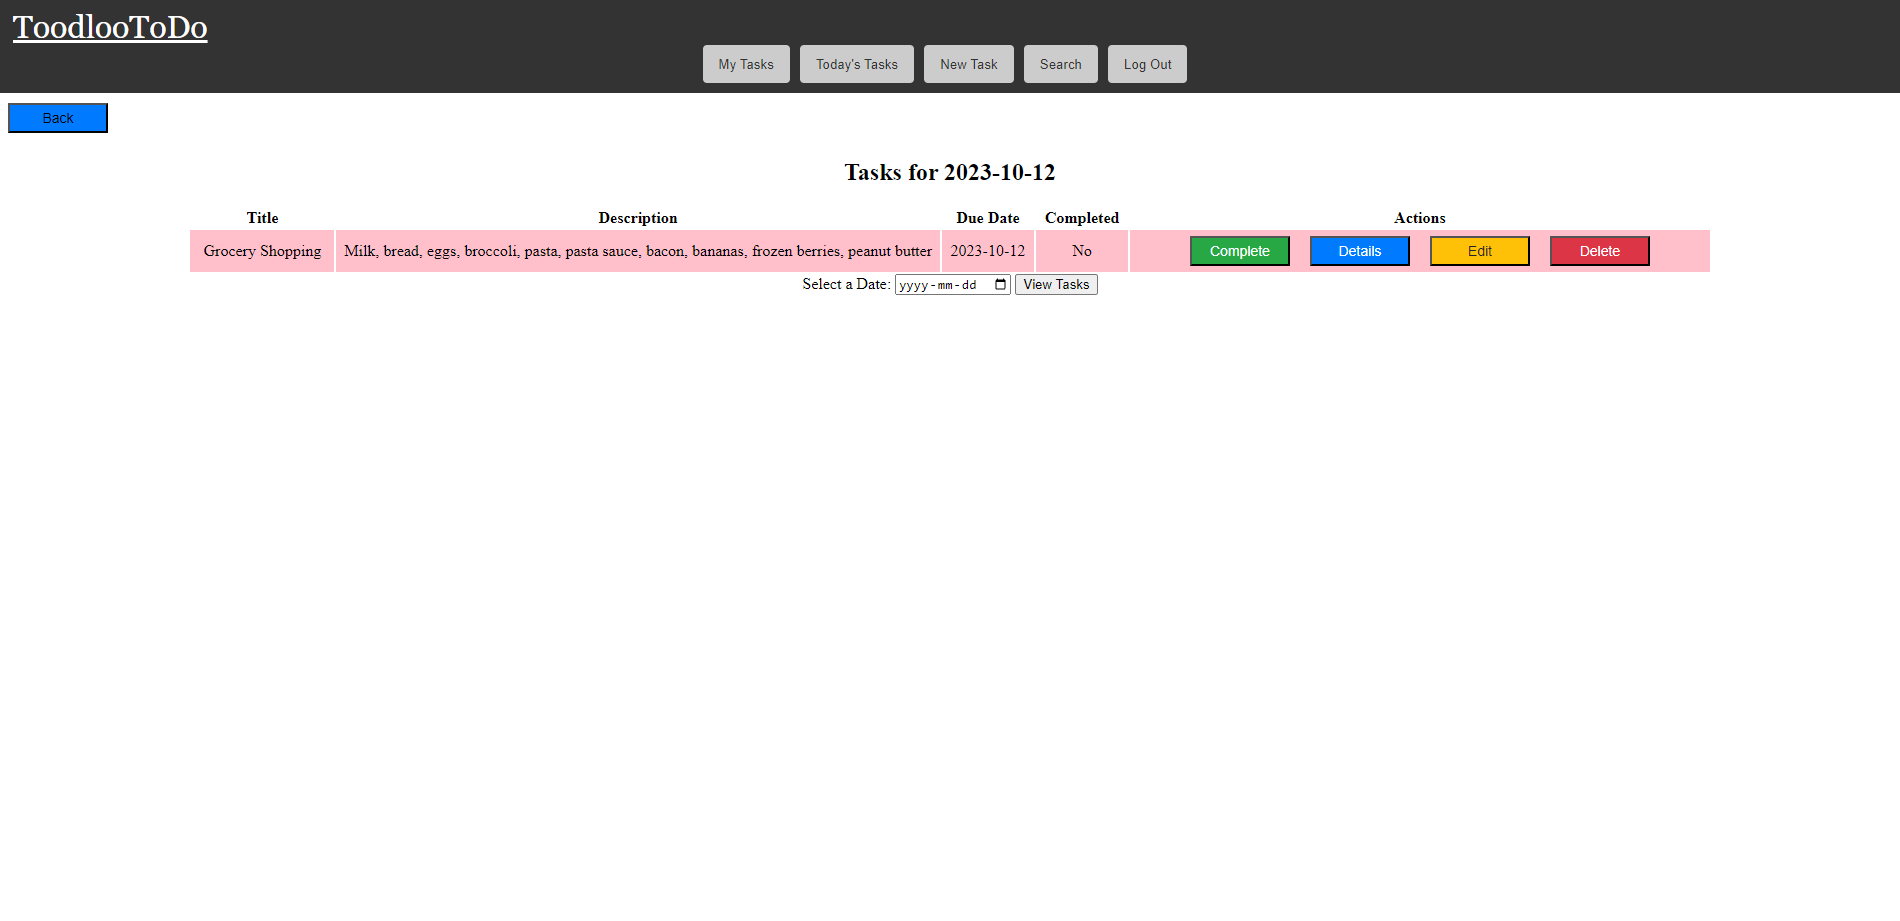 ToodlooToDo
My Tasks Today's Tasks New Task Search Log Out
Back
Tasks for 2023-10-12
Title Description Due Date Completed Actions
Grocery Shopping Milk, bread, eggs, broccoli, pasta, pasta sauce, bacon, bananas, frozen berries, peanut butter 2023-10-12 No Complete Details Edit Delete
Select a Date: yyyy-mm-dd View Tasks